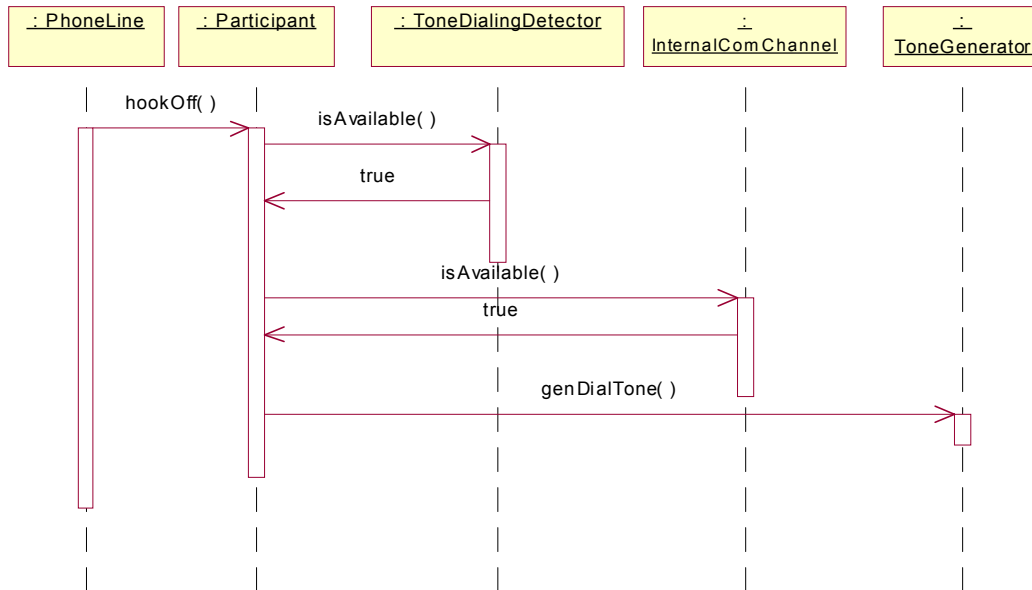 : PhoneLine
: Participant
: ToneDialingDetector
:
InternalComChannel
:
ToneGenerator
hookOff( )
isAvailable( )
true
isAvailable( )
true
genDialTone( )